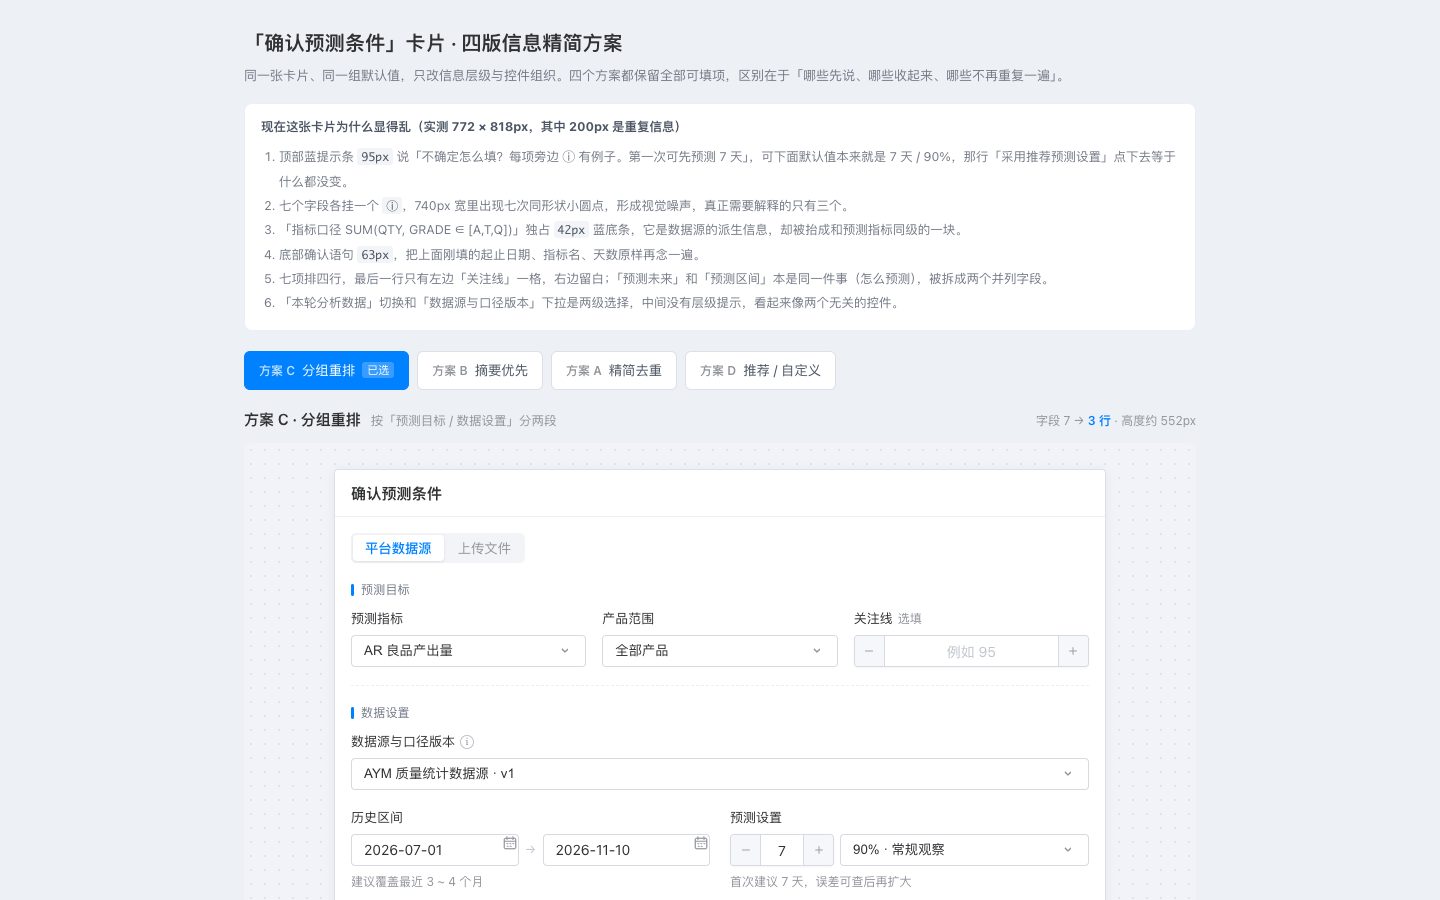 「确认预测条件」卡片 · 四版信息精简方案
同一张卡片、同一组默认值，只改信息层级与控件组织。四个方案都保留全部可填项，区别在于「哪些先说、哪些收起来、哪些不再重复一遍」。
现在这张卡片为什么显得乱（实测 772 × 818px，其中 200px 是重复信息）
1. 顶部蓝提示条 95px 说「不确定怎么填？每项旁边 ⓘ 有例子。第一次可先预测 7 天」，可下面默认值本来就是 7 天 / 90%，那行「采用推荐预测设置」点下去等于
什么都没变。
2. 七个字段各挂一个 ⓘ，740px 宽里出现七次同形状小圆点，形成视觉噪声，真正需要解释的只有三个。
3. 「指标口径 SUM(QTY, GRADE ∈ [A,T,Q])」独占 42px 蓝底条，它是数据源的派生信息，却被抬成和预测指标同级的一块。
4. 底部确认语句 63px，把上面刚填的起止日期、指标名、天数原样再念一遍。
5. 七项排四行，最后一行只有左边「关注线」一格，右边留白；「预测未来」和「预测区间」本是同一件事（怎么预测），被拆成两个并列字段。
6. 「本轮分析数据」切换和「数据源与口径版本」下拉是两级选择，中间没有层级提示，看起来像两个无关的控件。
方案 C 分组重排 已选 方案 B 摘要优先 方案 A 精简去重 方案 D 推荐 / 自定义
方案 C · 分组重排 按「预测目标 / 数据设置」分两段 字段 7 → 3 行 · 高度约 552px
确认预测条件
平台数据源 上传文件
预测目标
预测指标 产品范围 关注线 选填
AR 良品产出量 全部产品 − 例如 95 +
数据设置
数据源与口径版本 ⓘ
AYM 质量统计数据源 · v1
历史区间 预测设置
2026-07-01 → 2026-11-10 − 7 + 90% · 常规观察
建议覆盖最近 3 ~ 4 个月 首次建议 7 天，误差可查后再扩大